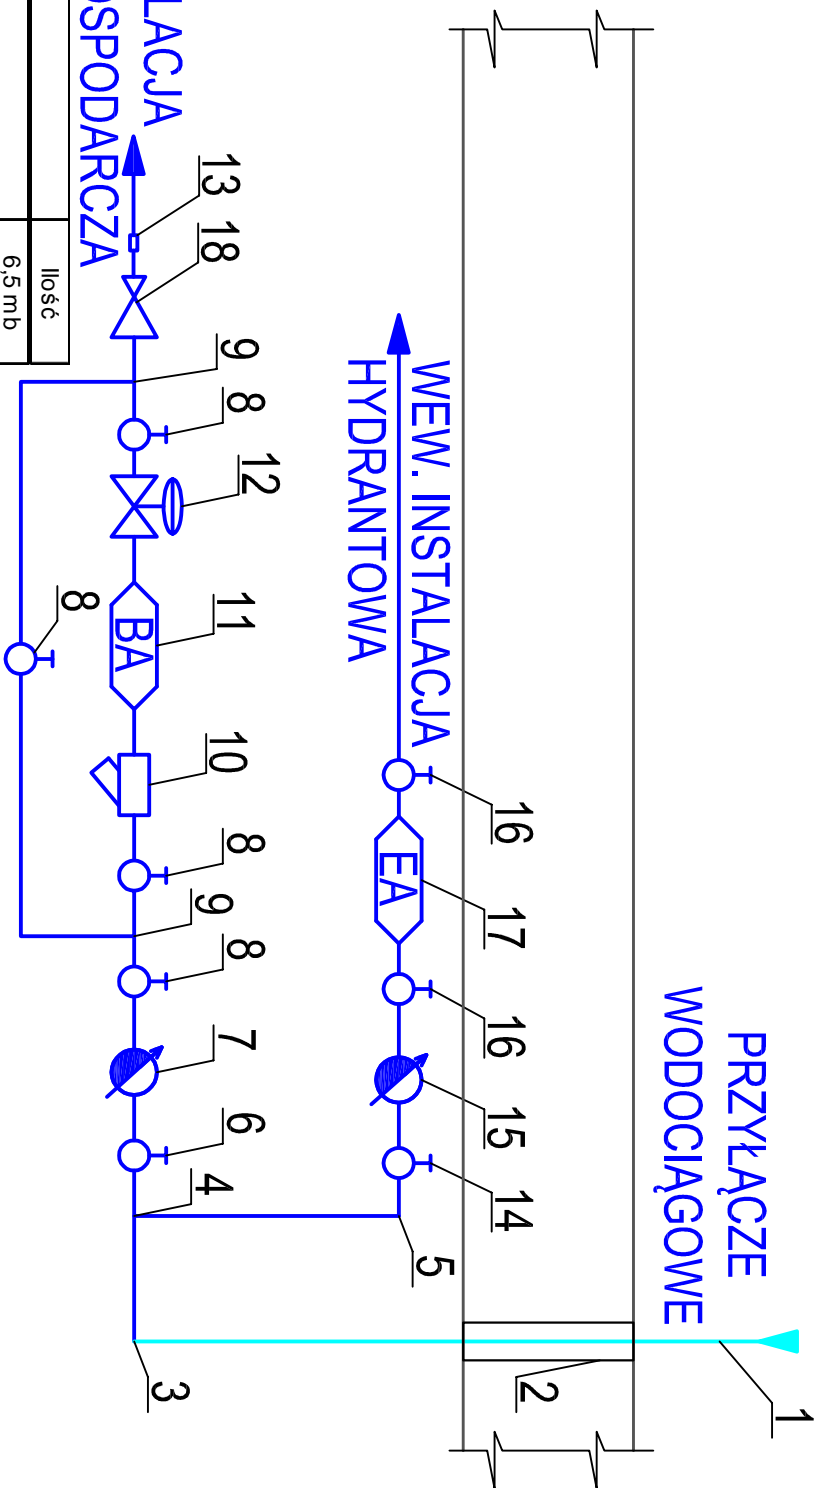 1
PRZYŁĄCZE
WODOCIĄGOWE
2
16 17 16 15 14
WEW. INSTALACJA
HYDRANTOWA
5
EA
13 18 9 8 12 11 10 8 9 8 7 6 4
3
LACJA
OSPODARCZA
BA
8
Ilość
6,5 mb